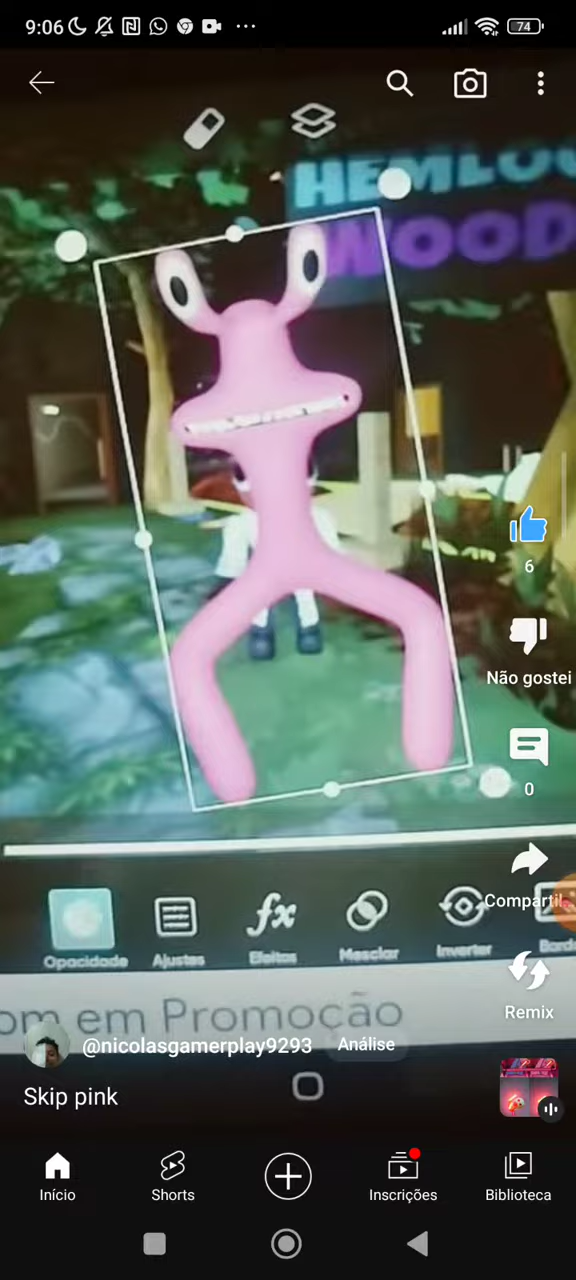 9:06
74
HEMLO
WOOD
6
Não gostei
0
Compartil...
Opacidade
Ajustes
Efeitos
Mesclar
Inverter
Borda
om em Promoção
Remix
@nicolasgamerplay9293
Análise
Skip pink
Início
Shorts
Inscrições
Biblioteca